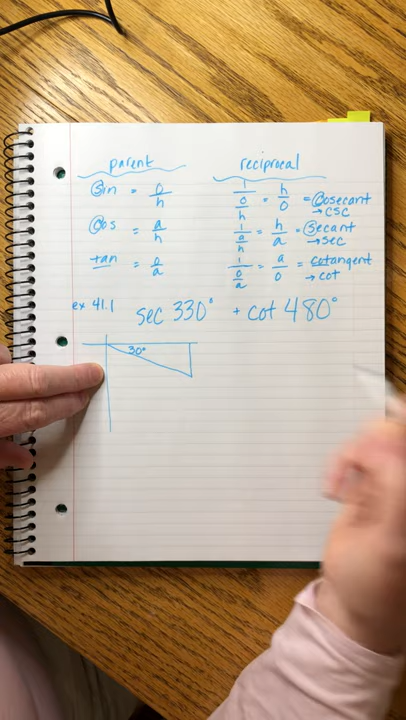 parent reciprocal
sin = o/h 1/(o/h) = h/o = cosecant
→ csc
cos = a/h 1/(a/h) = h/a = secant
→ sec
tan = o/a 1/(o/a) = a/o = cotangent
→ cot
ex 41.1 sec 330° + cot 480°
30°